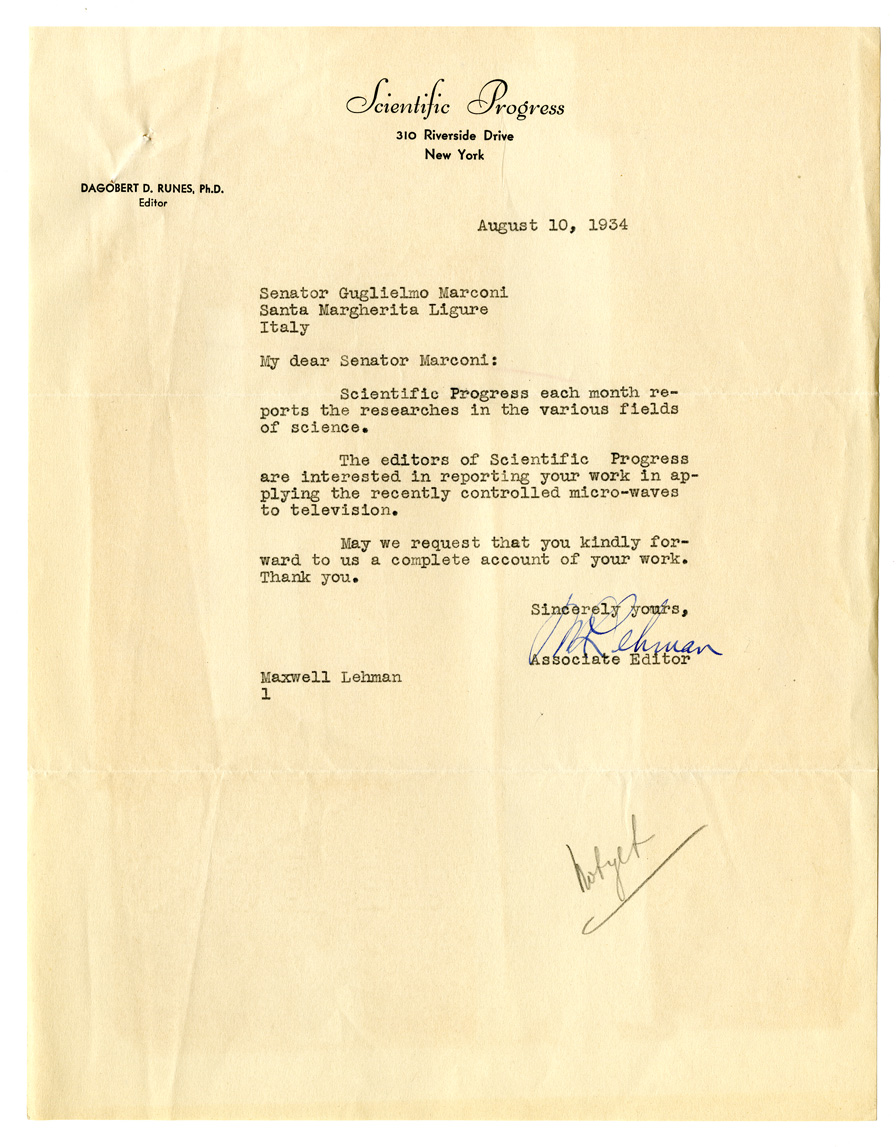 Scientific Progress
310 Riverside Drive
New York
DAGOBERT D. RUNES, Ph.D.
Editor
August 10, 1934
Senator Guglielmo Marconi
Santa Margherita Ligure
Italy
My dear Senator Marconi:
Scientific Progress each month re-
ports the researches in the various fields
of science.
The editors of Scientific Progress
are interested in reporting your work in ap-
plying the recently controlled micro-waves
to television.
May we request that you kindly for-
ward to us a complete account of your work.
Thank you.
Sincerely yours,
M Lehman
Associate Editor
Maxwell Lehman
l
Not yet